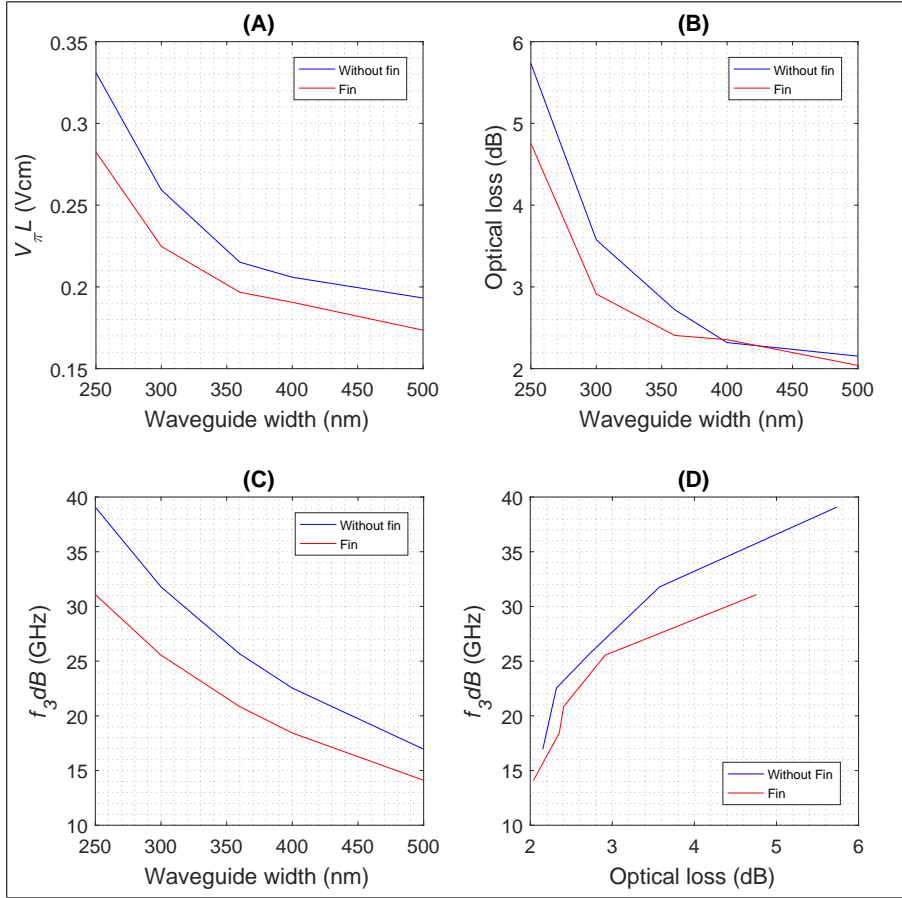 (A)
0.35
0.3
0.25
0.2
0.15
V_π L (Vcm)
250 300 350 400 450 500
Waveguide width (nm)
Without fin
Fin
(B)
6
5
2
3
2
Optical loss (dB)
250 300 350 400 450 500
Waveguide width (nm)
Without fin
Fin
(C)
40
35
30
25
20
15
10
f_3dB (GHz)
250 300 350 400 450 500
Waveguide width (nm)
Without fin
Fin
(D)
40
35
30
25
20
15
10
f_3dB (GHz)
2 3 4 5 6
Optical loss (dB)
Without Fin
Fin